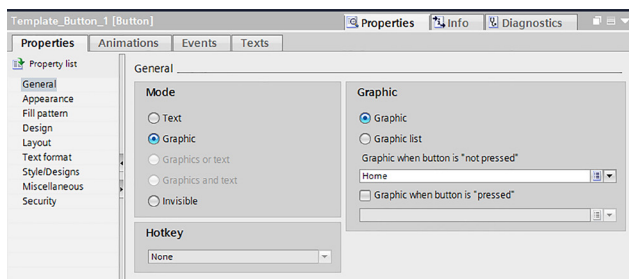 Template_Button_1 [Button]
Properties Info Diagnostics
Properties Animations Events Texts
Property list
General
Appearance
Fill pattern
Design
Layout
Text format
Style/Designs
Miscellaneous
Security
General
Mode
Text
Graphic
Graphics or text
Graphics and text
Invisible
Hotkey
None
Graphic
Graphic
Graphic list
Graphic when button is "not pressed"
Home
Graphic when button is "pressed"